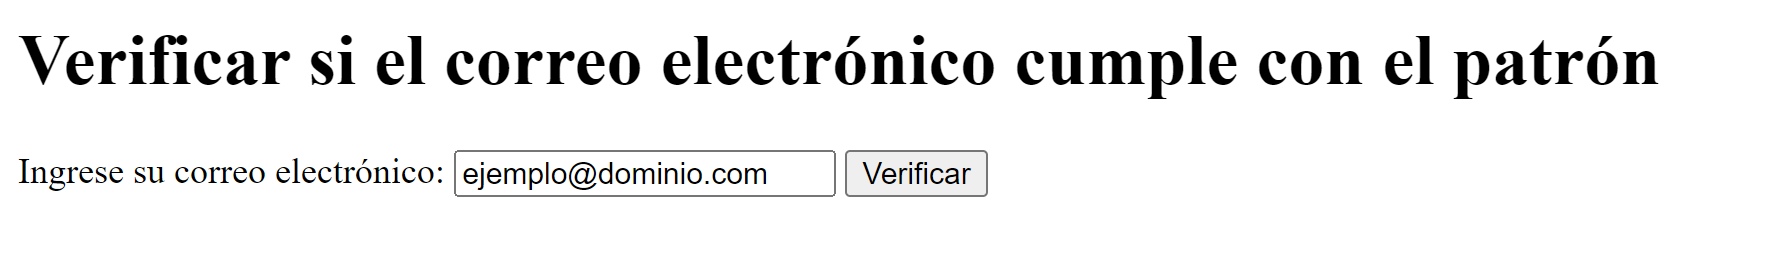 Verificar si el correo electrónico cumple con el patrón
Ingrese su correo electrónico: ejemplo@dominio.com Verificar